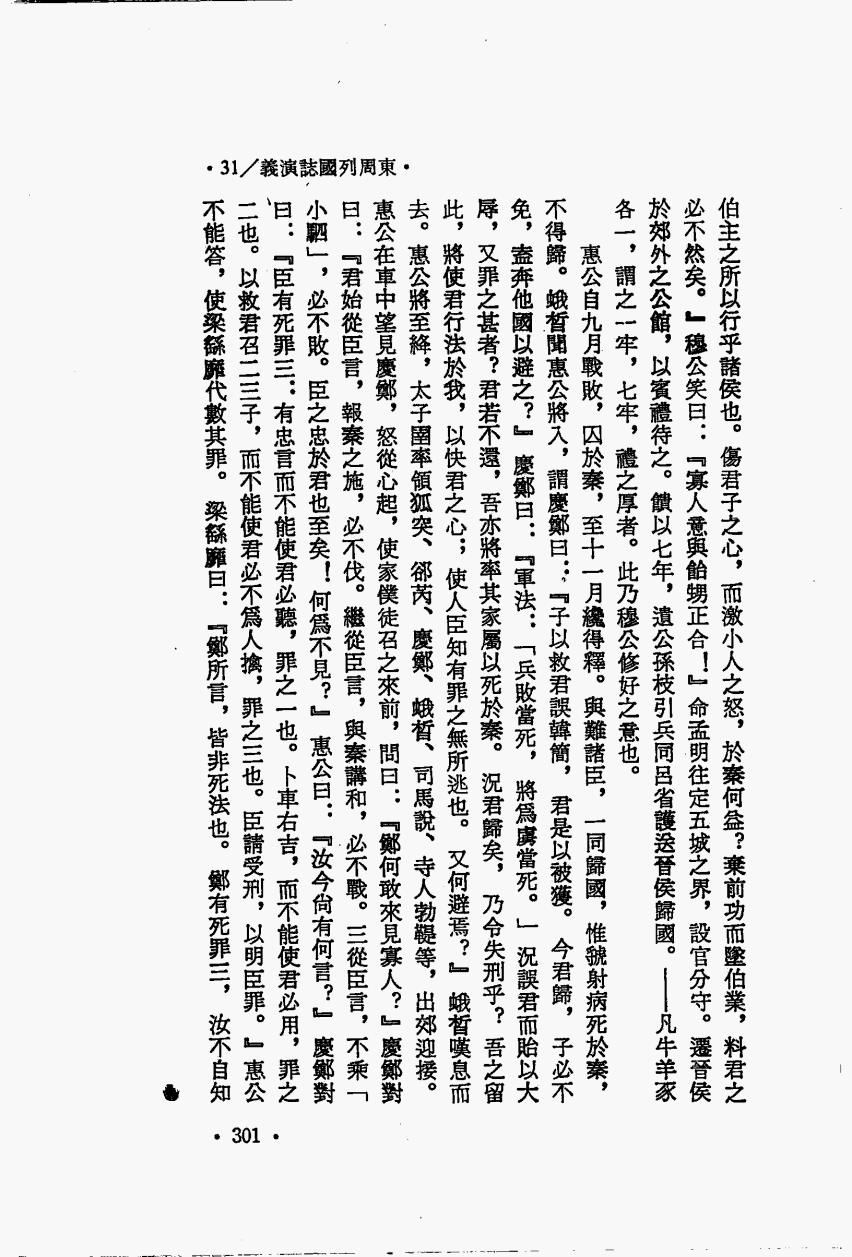 ・31／義演誌國列周東・
伯主之所以行乎諸侯也。傷君子之心，而激小人之怒，於秦何益？棄前功而墜伯業，料君之
必不然矣。』穆公笑曰：『寡人意與飴甥正合！』命孟明往定五城之界，設官分守。遷晉侯
於郊外之公館，以賓禮待之。饋以七年，遺公孫枝引兵同呂省護送晉侯歸國。——凡牛羊豕
各一，謂之一牢，七牢，禮之厚者。此乃穆公修好之意也。
惠公自九月戰敗，囚於秦，至十一月纔得釋。與難諸臣，一同歸國，惟虢射病死於秦，
不得歸。蛾晳聞惠公將入，謂慶鄭曰：『子以救君誤韓簡，君是以被獲。今君歸，子必不
免，盍奔他國以避之？』慶鄭曰：『軍法：「兵敗當死，將爲虜當死。」況誤君而貽以大
辱，又罪之甚者？君若不還，吾亦將率其家屬以死於秦。況君歸矣，乃令失刑乎？吾之留
此，將使君行法於我，以快君之心；使人臣知有罪之無所逃也。又何避焉？』蛾晳嘆息而
去。惠公將至絳，太子圉率領狐突、郤芮、慶鄭、蛾晳、司馬說、寺人勃鞮等，出郊迎接。
惠公在車中望見慶鄭，怒從心起，使家僕徒召之來前，問曰：『鄭何敢來見寡人？』慶鄭對
曰：『君始從臣言，報秦之施，必不伐。繼從臣言，與秦講和，必不戰。三從臣言，不乘「
小駟」，必不敗。臣之忠於君也至矣！何爲不見？』惠公曰：『汝今尙有何言？』慶鄭對
曰：『臣有死罪三：有忠言而不能使君必聽，罪之一也。卜車右吉，而不能使君必用，罪之
二也。以救君召二三子，而不能使君必不爲人擒，罪之三也。臣請受刑，以明臣罪。』惠公
不能答，使梁繇靡代數其罪。梁繇靡曰：『鄭所言，皆非死法也。鄭有死罪三，汝不自知
・301・